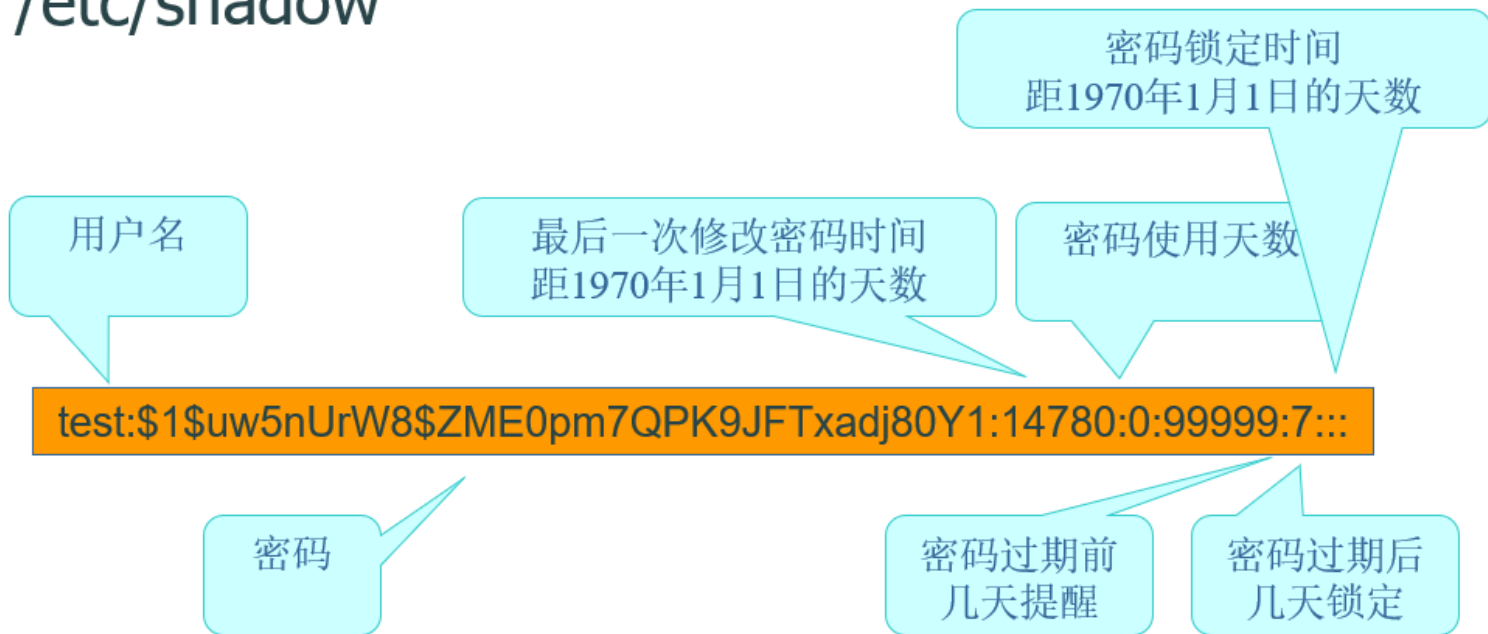 /etc/shadow
密码锁定时间
距1970年1月1日的天数
用户名
最后一次修改密码时间
距1970年1月1日的天数
密码使用天数
test:$1$uw5nUrW8$ZME0pm7QPK9JFTxadj80Y1:14780:0:99999:7:::
密码
密码过期前
几天提醒
密码过期后
几天锁定